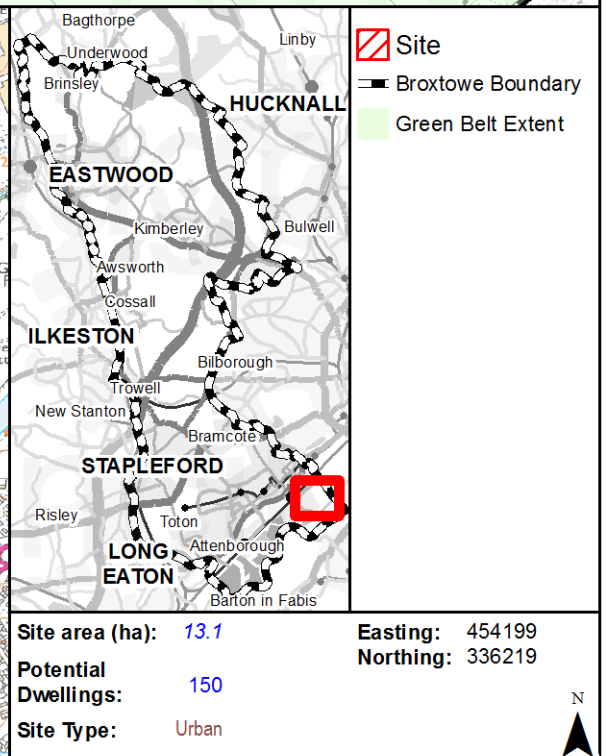 Bagthorpe
Linby
Underwood
Brinsley
HUCKNALL
EASTWOOD
Kimberley
Bulwell
Awsworth
Cossall
ILKESTON
Bilborough
Trowell
New Stanton
Bramcote
STAPLEFORD
Risley
Toton
LONG
EATON
Attenborough
Barton in Fabis
Site
Broxtowe Boundary
Green Belt Extent
Site area (ha): 13.1
Potential
Dwellings: 150
Site Type: Urban
Easting: 454199
Northing: 336219
N